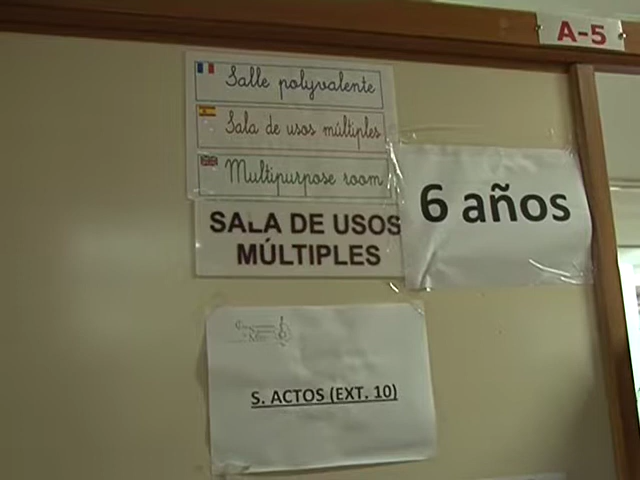 A-5
Salle polyvalente
Sala de usos múltiples
Multipurpose room
SALA DE USOS
MÚLTIPLES
6 años
S. ACTOS (EXT. 10)